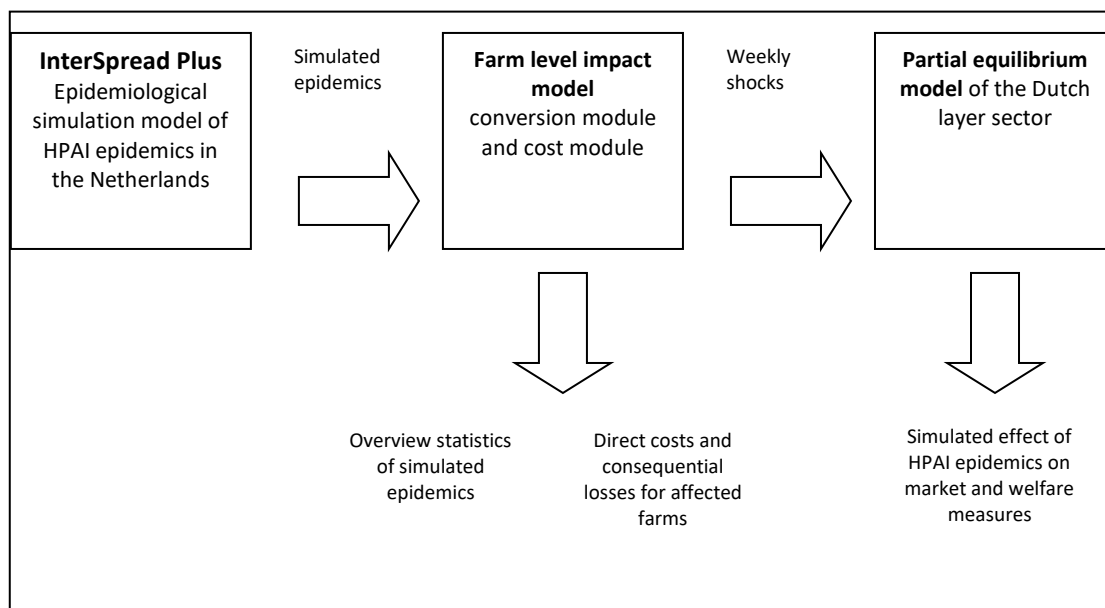 InterSpread Plus
Epidemiological
simulation model of
HPAI epidemics in
the Netherlands
Simulated
epidemics
Farm level impact
model
conversion module
and cost module
Weekly
shocks
Partial equilibrium
model of the Dutch
layer sector
Overview statistics
of simulated
epidemics
Direct costs and
consequential
losses for affected
farms
Simulated effect of
HPAI epidemics on
market and welfare
measures